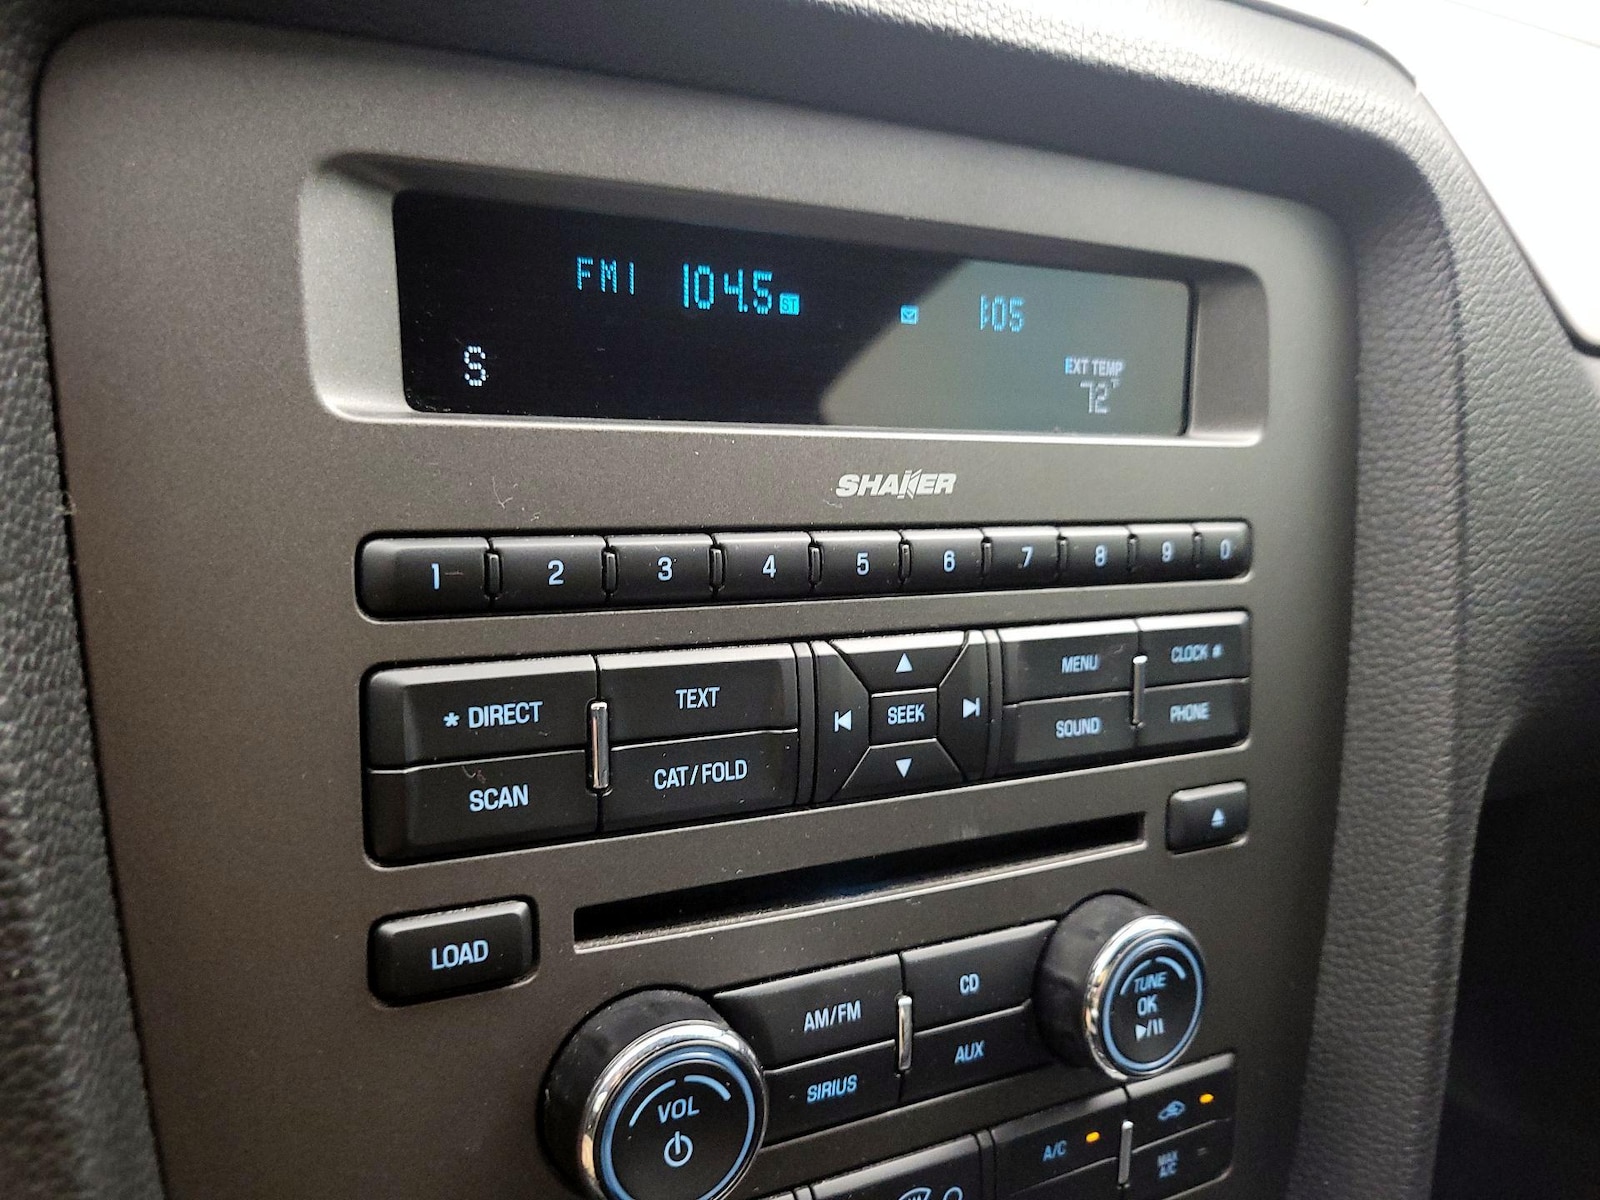 FM1 104.5 ST 1:05
EXT TEMP
S 72°F
SHAKER
1 2 3 4 5 6 7 8 9 0
* DIRECT TEXT SEEK MENU CLOCK #
SCAN CAT/FOLD SOUND PHONE
LOAD
AM/FM CD
SIRIUS AUX
TUNE
OK
VOL
A/C MAX A/C